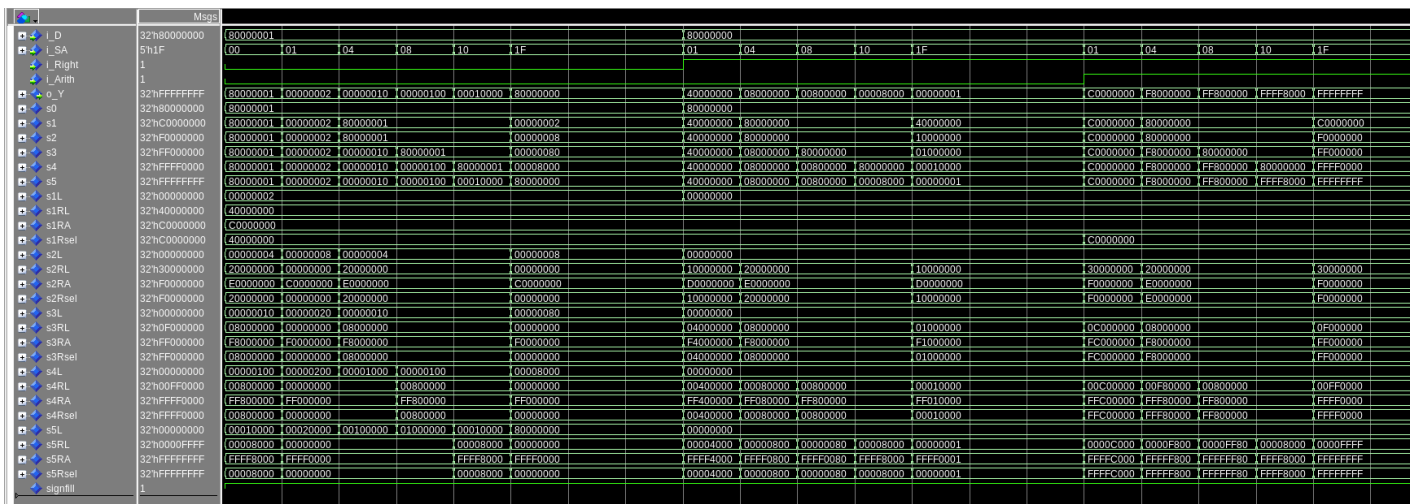 Msgs
i_D 32'h80000000 80000001 80000000
i_SA 5'h1F 00 01 04 08 10 1F 01 04 08 10 1F 01 04 08 10 1F
i_Right 1
i_Arith 1
o_Y 32'hFFFFFFFF 80000001 00000002 00000010 00000100 00010000 80000000 40000000 08000000 00800000 00008000 00000001 C0000000 F8000000 FF800000 FFFF8000 FFFFFFFF
s0 32'h80000000 80000001 80000000
s1 32'hC0000000 80000001 00000002 80000001 00000002 40000000 80000000 40000000 C0000000 80000000 C0000000
s2 32'hF0000000 80000001 00000002 80000001 00000008 40000000 80000000 10000000 C0000000 80000000 F0000000
s3 32'hFF000000 80000001 00000002 00000010 80000001 00000080 40000000 08000000 80000000 01000000 C0000000 F8000000 80000000 FF000000
s4 32'hFFFF0000 80000001 00000002 00000010 00000100 80000001 00008000 40000000 08000000 00800000 80000000 00010000 C0000000 F8000000 FF800000 80000000 FFFF0000
s5 32'hFFFFFFFF 80000001 00000002 00000010 00000100 00010000 80000000 40000000 08000000 00800000 00008000 00000001 C0000000 F8000000 FF800000 FFFF8000 FFFFFFFF
s1L 32'h00000000 00000002 00000000
s1RL 32'h40000000 40000000
s1RA 32'hC0000000 C0000000
s1Rsel 32'hC0000000 40000000 C0000000
s2L 32'h00000000 00000004 00000008 00000004 00000008 00000000
s2RL 32'h30000000 20000000 00000000 20000000 00000000 10000000 20000000 10000000 30000000 20000000 30000000
s2RA 32'hF0000000 E0000000 C0000000 E0000000 C0000000 D0000000 E0000000 D0000000 F0000000 E0000000 F0000000
s2Rsel 32'hF0000000 20000000 00000000 20000000 00000000 10000000 20000000 10000000 F0000000 E0000000 F0000000
s3L 32'h00000000 00000010 00000020 00000010 00000080 00000000
s3RL 32'h0F000000 08000000 00000000 08000000 00000000 04000000 08000000 01000000 0C000000 08000000 0F000000
s3RA 32'hFF000000 F8000000 F0000000 F8000000 F0000000 F4000000 F8000000 F1000000 FC000000 F8000000 FF000000
s3Rsel 32'hFF000000 08000000 00000000 08000000 00000000 04000000 08000000 01000000 FC000000 F8000000 FF000000
s4L 32'h00000000 00000100 00000200 00001000 00000100 00008000 00000000
s4RL 32'h00FF0000 00800000 00000000 00800000 00000000 00400000 00080000 00800000 00010000 00C00000 00F80000 00800000 00FF0000
s4RA 32'hFFFF0000 FF800000 FF000000 FF800000 FF000000 FF400000 FF080000 FF800000 FF010000 FFC00000 FFF80000 FF800000 FFFF0000
s4Rsel 32'hFFFF0000 00800000 00000000 00800000 00000000 00400000 00080000 00800000 00010000 FFC00000 FFF80000 FF800000 FFFF0000
s5L 32'h00000000 00010000 00020000 00100000 01000000 00010000 80000000 00000000
s5RL 32'h0000FFFF 00008000 00000000 00008000 00000000 00004000 00000800 00000080 00008000 00000001 0000C000 0000F800 0000FF80 00008000 0000FFFF
s5RA 32'hFFFFFFFF FFFF8000 FFFF0000 FFFF8000 FFFF0000 FFFF4000 FFFF0800 FFFF0080 FFFF8000 FFFF0001 FFFFC000 FFFFF800 FFFFFF80 FFFF8000 FFFFFFFF
s5Rsel 32'hFFFFFFFF 00008000 00000000 00008000 00000000 00004000 00000800 00000080 00008000 00000001 FFFFC000 FFFFF800 FFFFFF80 FFFF8000 FFFFFFFF
signfill 1